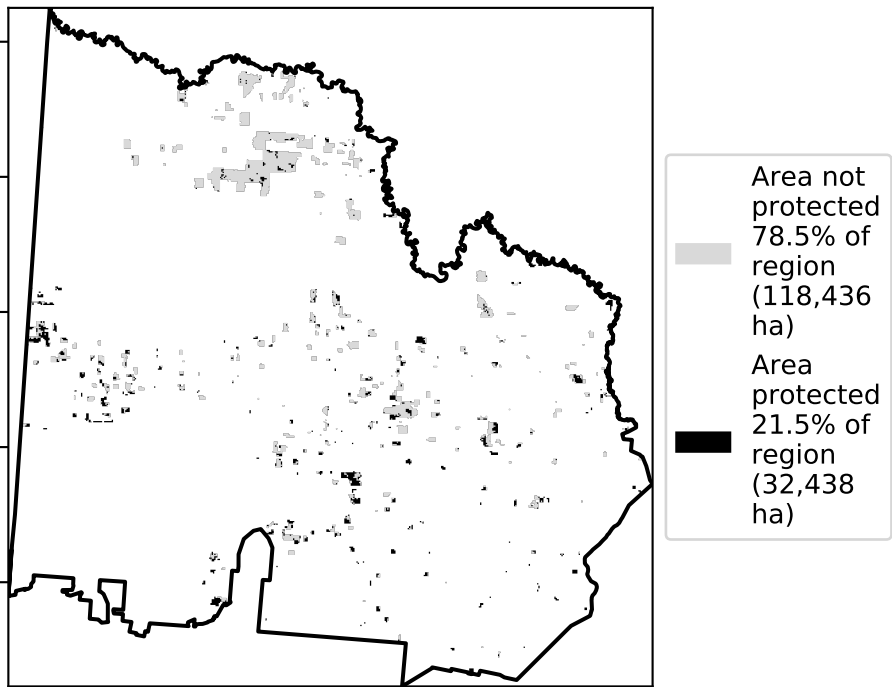 Area not
protected
78.5% of
region
(118,436
ha)
Area
protected
21.5% of
region
(32,438
ha)